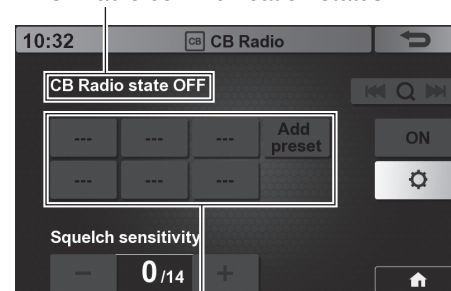 10:32 CB CB Radio
CB Radio state OFF
--- --- --- Add preset ON
--- --- ---
Squelch sensitivity
− 0/14 +